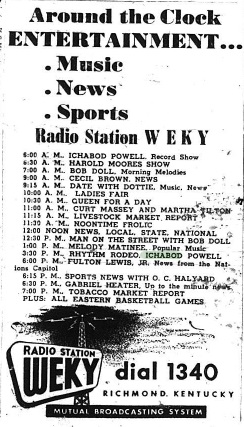 Around the Clock
ENTERTAINMENT...
. Music
. News
. Sports
Radio Station WEKY
6:00 A. M., ICHABOD POWELL, Record Show
6:30 A. M., HAROLD MOORES SHOW
7:00 A. M., BOB DOLL, Morning Melodies
9:00 A. M., CECIL BROWN, NEWS
9:15 A. M., DATE WITH DOTTIE, Music, News
10:00 A. M., LADIES FAIR
10:30 A. M., QUEEN FOR A DAY
11:00 A. M., CURT MASSEY AND MARTHA TILTON
11:15 A. M., LIVESTOCK MARKET, REPORT
11:30 A. M., NOONTIME FROLIC
12:00 NOON NEWS, LOCAL, STATE, NATIONAL
12:30 P. M., MAN ON THE STREET WITH BOB DOLL
1:00 P. M., MELODY MATINEE, Popular Music
3:30 P. M., RHYTHM RODEO, ICHABOD POWELL
6:00 P. M., FULTON LEWIS, JR. News from the Nat-
ions Capitol
6:15 P. M., SPORTS NEWS WITH O. C. HALYARD
6:30 P. M., GABRIEL HEATER, Up to the minute news
7:00 P. M., TOBACCO MARKET REPORT
PLUS: ALL EASTERN BASKETBALL GAMES
RADIO STATION
WEKY
dial 1340
RICHMOND, KENTUCKY
MUTUAL BROADCASTING SYSTEM